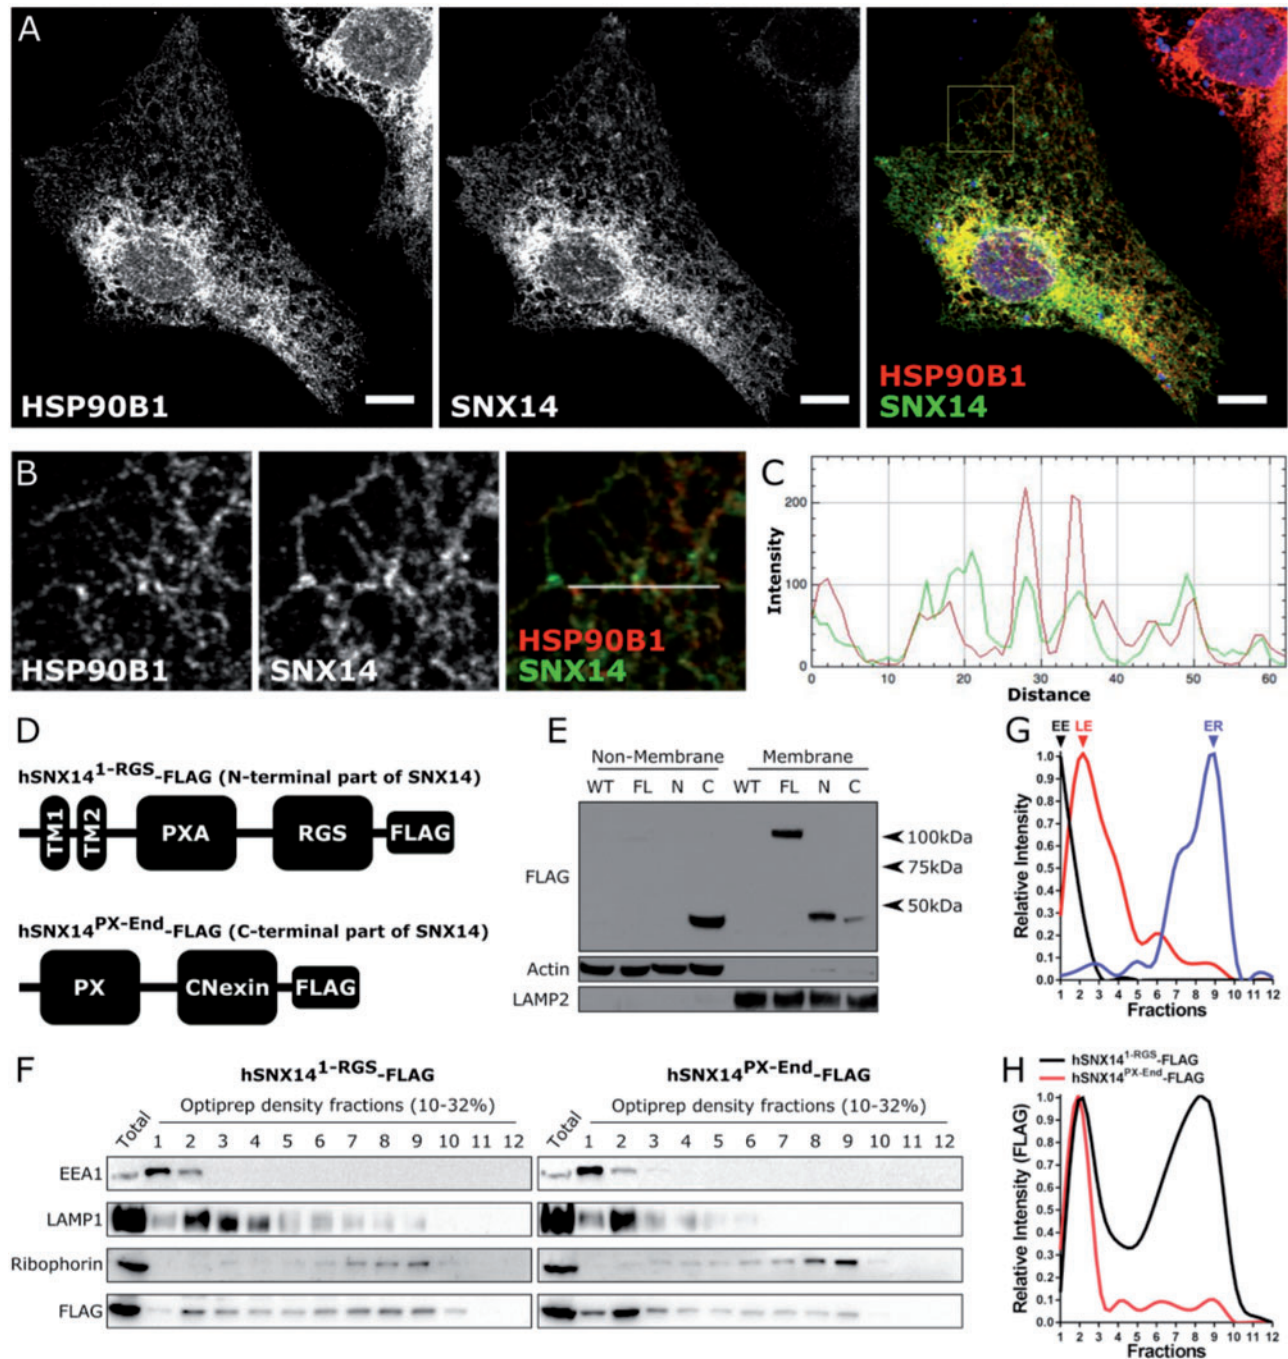 A
HSP90B1
SNX14
HSP90B1
SNX14
B
HSP90B1
SNX14
HSP90B1
SNX14
C
Intensity
200
100
0
0 10 20 30 40 50 60
Distance
D
hSNX14 1-RGS-FLAG (N-terminal part of SNX14)
TM1 TM2 PXA RGS FLAG
hSNX14 PX-End-FLAG (C-terminal part of SNX14)
PX CNexin FLAG
E
Non-Membrane Membrane
WT FL N C WT FL N C
FLAG
100kDa
75kDa
50kDa
Actin
LAMP2
F
hSNX14 1-RGS-FLAG hSNX14 PX-End-FLAG
Optiprep density fractions (10-32%) Optiprep density fractions (10-32%)
Total 1 2 3 4 5 6 7 8 9 10 11 12 Total 1 2 3 4 5 6 7 8 9 10 11 12
EEA1
LAMP1
Ribophorin
FLAG
G
EE LE ER
Relative Intensity
1.0
0.9
0.8
0.7
0.6
0.5
0.4
0.3
0.2
0.1
0.0
1 2 3 4 5 6 7 8 9 10 11 12
Fractions
H
hSNX14 1-RGS-FLAG
hSNX14 PX-End-FLAG
Relative Intensity (FLAG)
1.0
0.9
0.8
0.7
0.6
0.5
0.4
0.3
0.2
0.1
0.0
1 2 3 4 5 6 7 8 9 10 11 12
Fractions